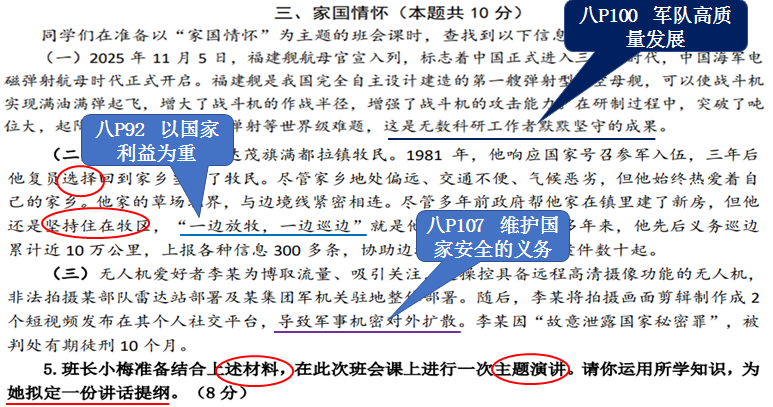 三、家国情怀（本题共 10 分）
同学们在准备以“家国情怀”为主题的班会课时，查找到以下信息
八P100 军队高质量发展
（一）2025 年 11 月 5 日，福建舰航母官宣入列，标志着中国正式进入三 时代，中国海军电
磁弹射航母时代正式开启。福建舰是我国完全自主设计建造的第一艘弹射型 空母舰，可以使战斗机
实现满油满弹起飞，增大了战斗机的作战半径，增强了战斗机的攻击能力 在研制过程中，突破了吨
位大，起 弹射等世界级难题，这是无数科研工作者默默坚守的成果。
八P92 以国家利益为重
（二 茂旗满都拉镇牧民。1981 年，他响应国家号召参军入伍，三年后
他复员选择回到家乡 了牧民。尽管家乡地处偏远、交通不便、气候恶劣，但他始终热爱着自
己的家乡。他家的草场 界，与边境线紧密相连。尽管多年前政府帮他家在镇里建了新房，但他
还是坚持住在牧区，“一边放牧，一边巡边”就是他 多年来，他先后义务巡边
八P107 维护国家安全的义务
累计近 10 万公里，上报各种信息 300 多条，协助边 件数十起。
（三）无人机爱好者李某为博取流量、吸引关注， 操控具备远程高清摄像功能的无人机，
非法拍摄某部队雷达站部署及某集团军机关驻地整体部署。随后，李某将拍摄画面剪辑制作成 2
个短视频发布在其个人社交平台，导致军事机密对外扩散。李某因“故意泄露国家秘密罪”，被
判处有期徒刑 10 个月。
5. 班长小梅准备结合上述材料，在此次班会课上进行一次主题演讲。请你运用所学知识，为
她拟定一份讲话提纲。（8 分）